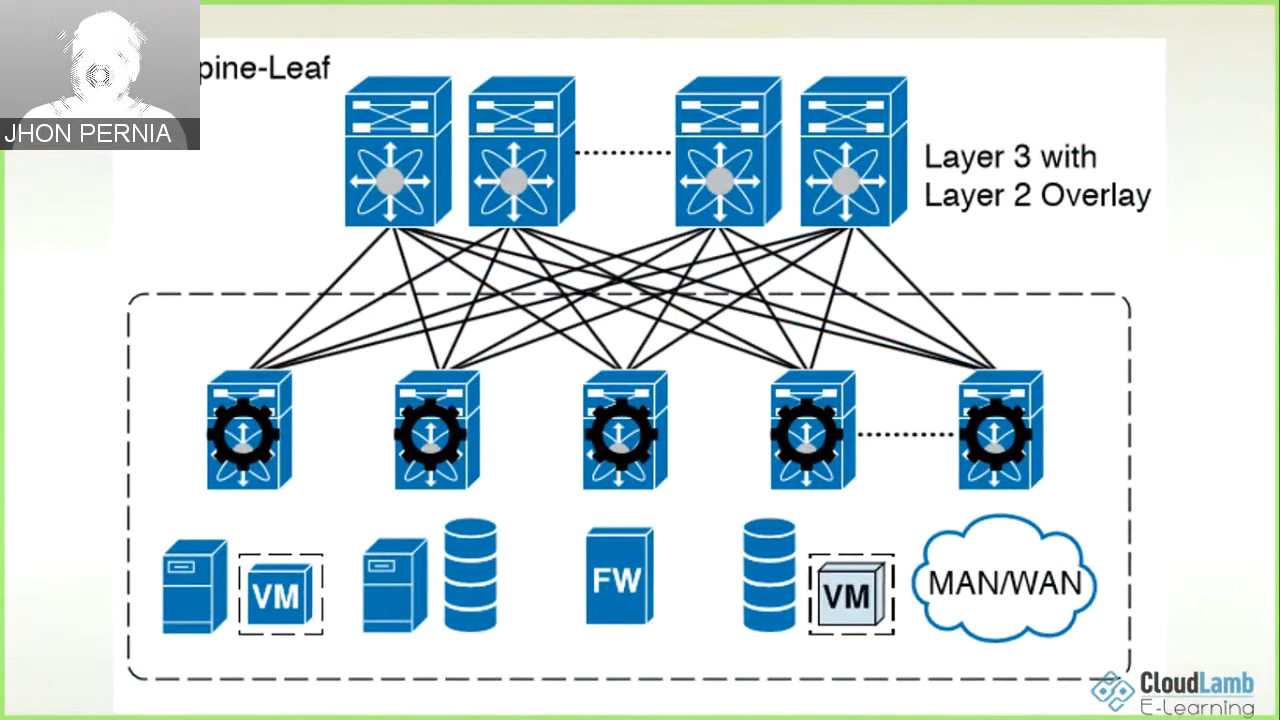 pine-Leaf
JHON PERNIA
Layer 3 with
Layer 2 Overlay
VM
FW
VM
MAN/WAN
CloudLamb
E-Learning